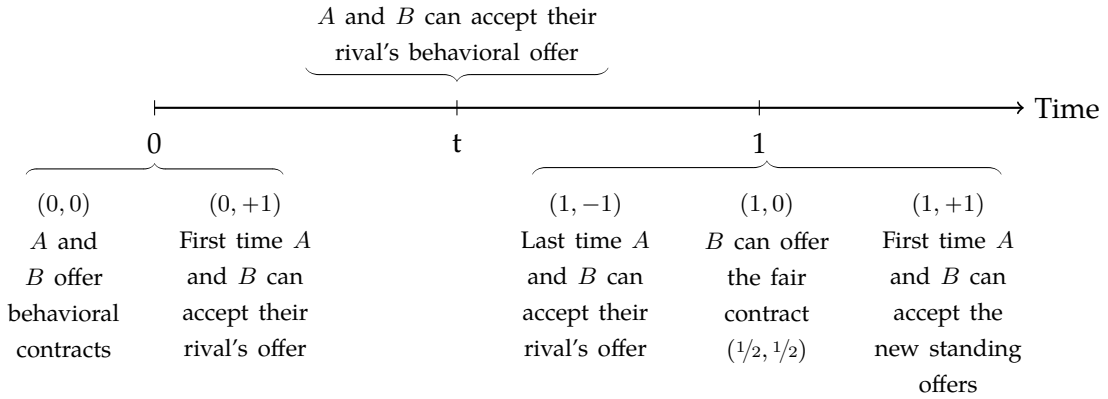 A and B can accept their
rival's behavioral offer
Time
0
t
1
(0, 0)
A and
B offer
behavioral
contracts
(0, +1)
First time A
and B can
accept their
rival's offer
(1, −1)
Last time A
and B can
accept their
rival's offer
(1, 0)
B can offer
the fair
contract
(1/2, 1/2)
(1, +1)
First time A
and B can
accept the
new standing
offers